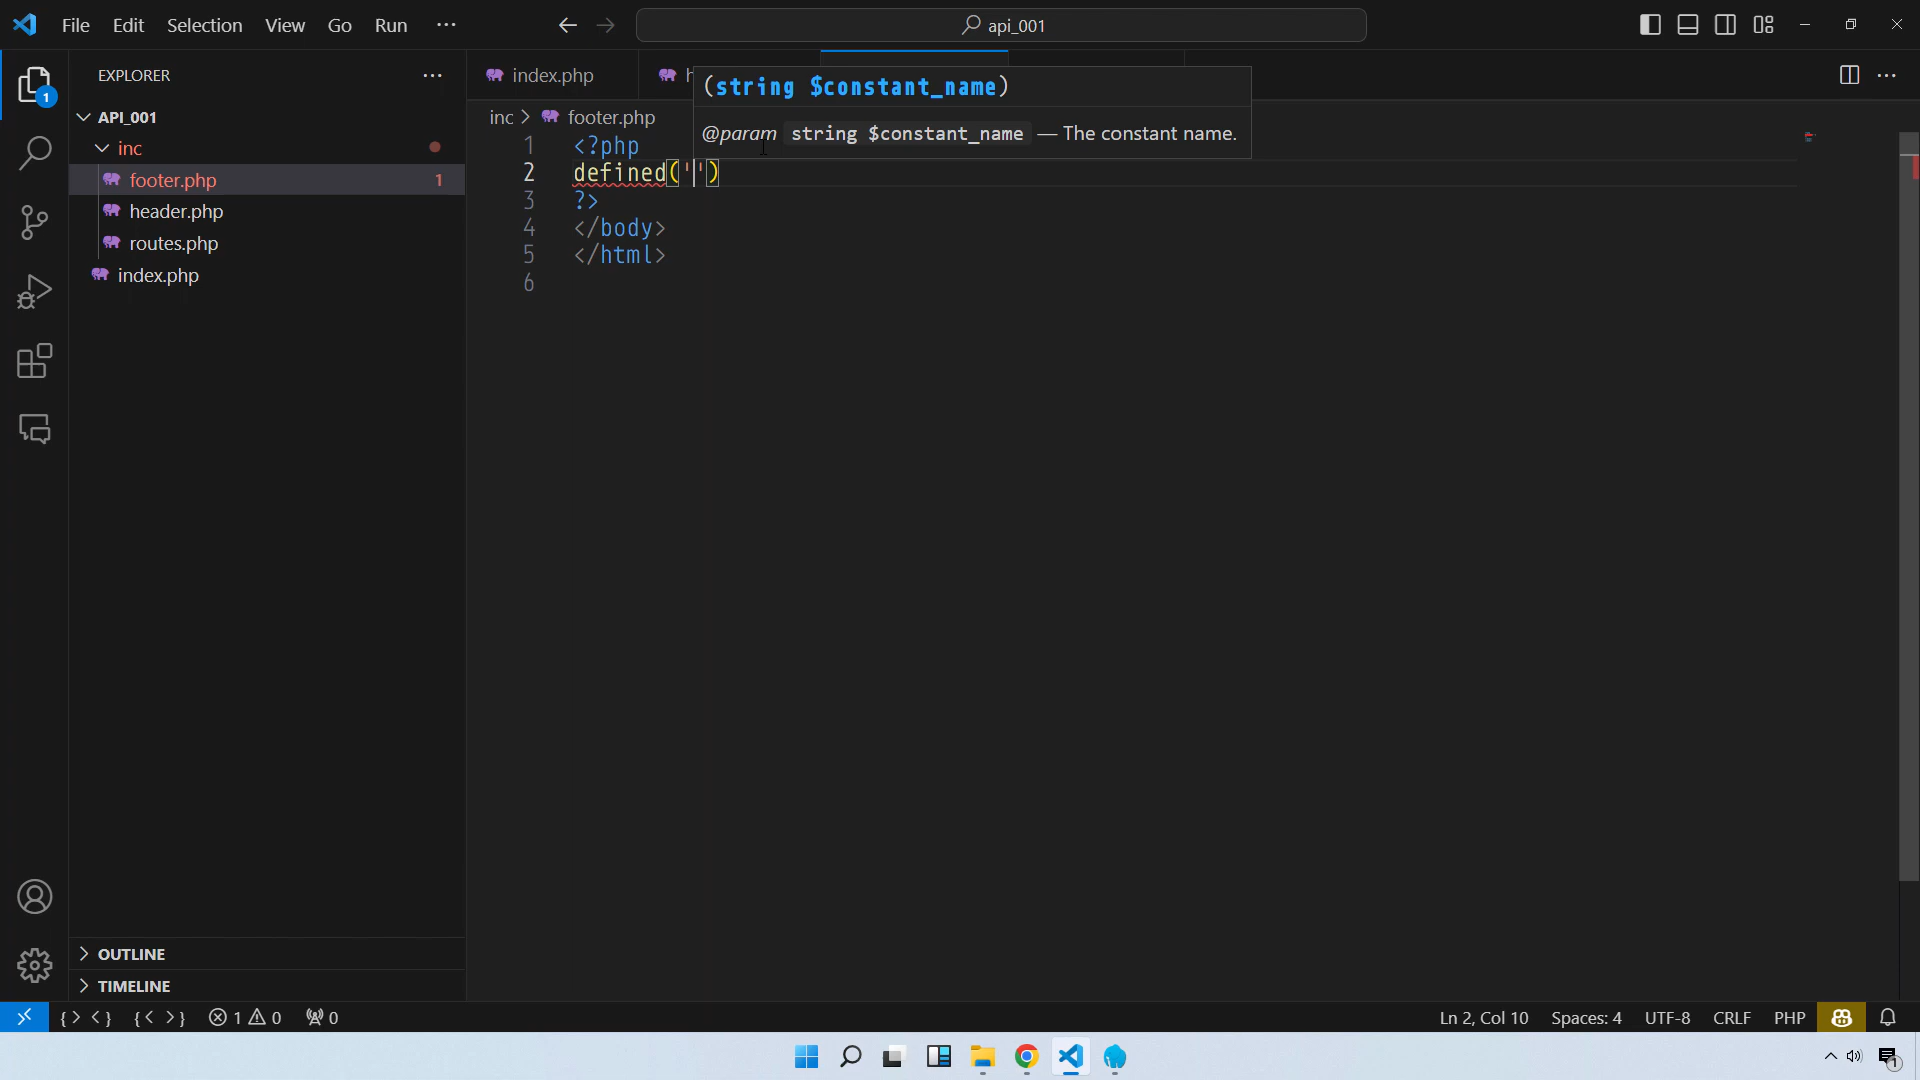 File Edit Selection View Go Run ···
api_001
EXPLORER ···
API_001
inc
footer.php 1
header.php
routes.php
index.php
OUTLINE
TIMELINE
1
index.php
h
(string $constant_name)
@param string $constant_name — The constant name.
inc > footer.php
1 <?php
2 defined('')
3 ?>
4 </body>
5 </html>
6
{> <} {< >} 1 0 0
Ln 2, Col 10 Spaces: 4 UTF-8 CRLF PHP
1